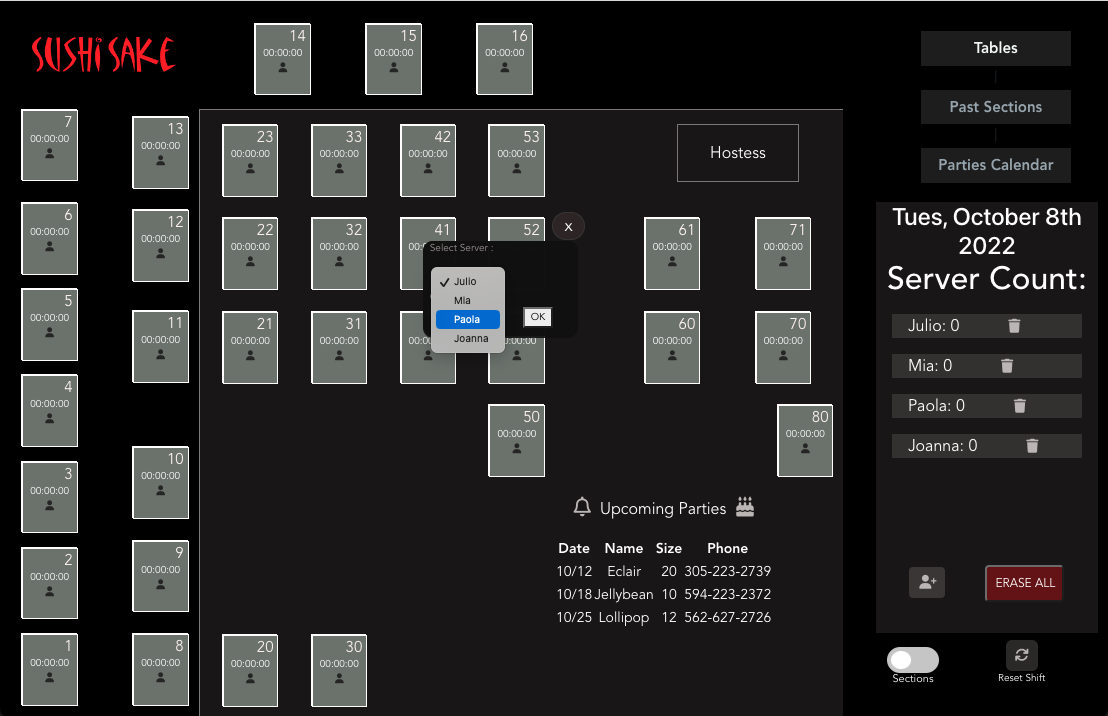 SUSHI SAKE
14
00:00:00
15
00:00:00
16
00:00:00
Tables
Past Sections
Parties Calendar
7
00:00:00
13
00:00:00
23
00:00:00
33
00:00:00
42
00:00:00
53
00:00:00
Hostess
6
00:00:00
12
00:00:00
22
00:00:00
32
00:00:00
41
00:00:00
52
x
61
00:00:00
71
00:00:00
Select Server :
Julio
Mia
Paola
Joanna
OK
5
00:00:00
11
00:00:00
21
00:00:00
31
00:00:00
60
00:00:00
70
00:00:00
4
00:00:00
50
00:00:00
80
00:00:00
3
00:00:00
10
00:00:00
2
00:00:00
9
00:00:00
1
00:00:00
8
00:00:00
20
00:00:00
30
00:00:00
Upcoming Parties
Date Name Size Phone
10/12 Eclair 20 305-223-2739
10/18 Jellybean 10 594-223-2372
10/25 Lollipop 12 562-627-2726
Tues, October 8th
2022
Server Count:
Julio: 0
Mia: 0
Paola: 0
Joanna: 0
ERASE ALL
Sections
Reset Shift